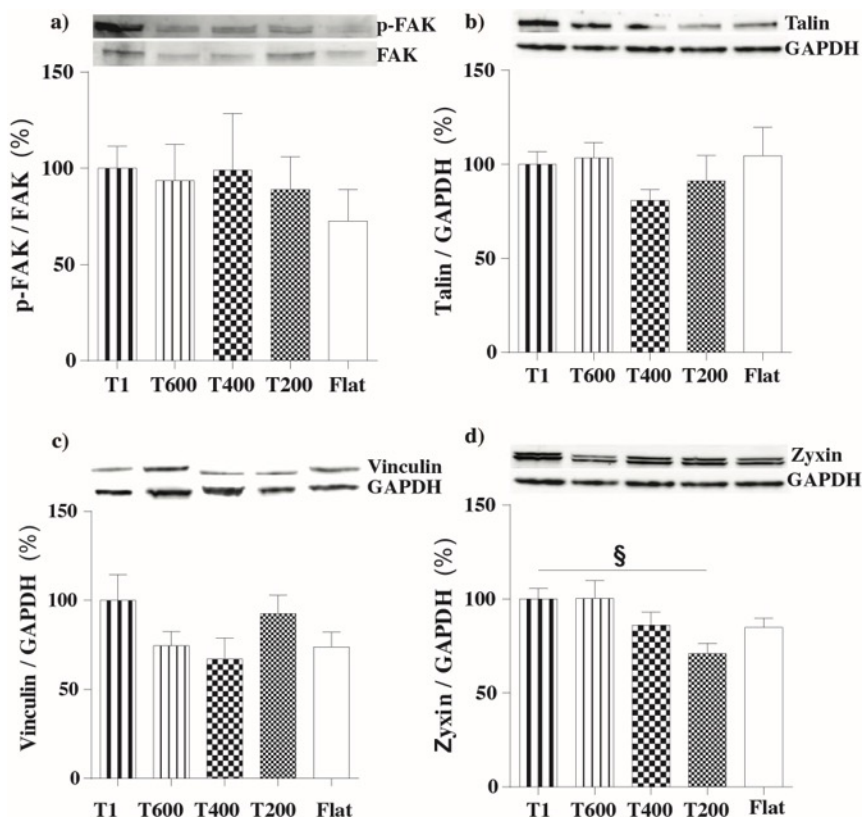 a)
p-FAK
FAK
150
100
50
0
p-FAK / FAK (%)
T1 T600 T400 T200 Flat
b)
Talin
GAPDH
150
100
50
0
Talin / GAPDH (%)
T1 T600 T400 T200 Flat
c)
Vinculin
GAPDH
150
100
50
0
Vinculin / GAPDH (%)
T1 T600 T400 T200 Flat
d)
Zyxin
GAPDH
150
100
50
0
Zyxin / GAPDH (%)
§
T1 T600 T400 T200 Flat